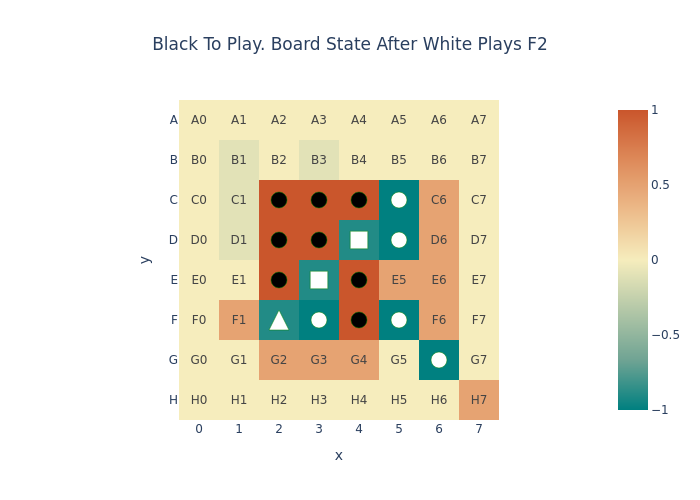 Black To Play. Board State After White Plays F2
A A0 A1 A2 A3 A4 A5 A6 A7 1
B B0 B1 B2 B3 B4 B5 B6 B7
C C0 C1 C6 C7 0.5
D D0 D1 D6 D7
y
0
E E0 E1 E5 E6 E7
F F0 F1 F6 F7 −0.5
G G0 G1 G2 G3 G4 G5 G7
H H0 H1 H2 H3 H4 H5 H6 H7 −1
0 1 2 3 4 5 6 7
x